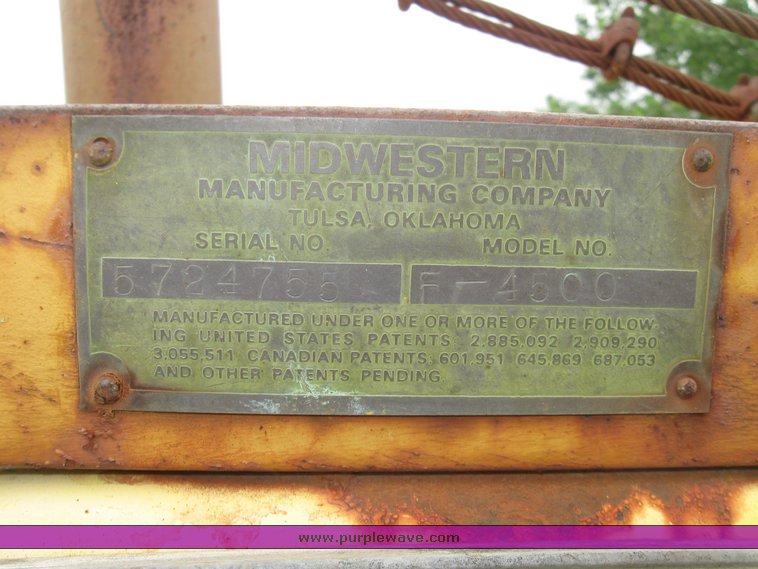 MIDWESTERN
MANUFACTURING COMPANY
TULSA, OKLAHOMA
SERIAL NO. MODEL NO.
5724755 F-4500
MANUFACTURED UNDER ONE OR MORE OF THE FOLLOW-
ING UNITED STATES PATENTS: 2,885,092 2,909,290
3,055,511 CANADIAN PATENTS: 601,951 645,869 687,053
AND OTHER PATENTS PENDING.
www.purplewave.com